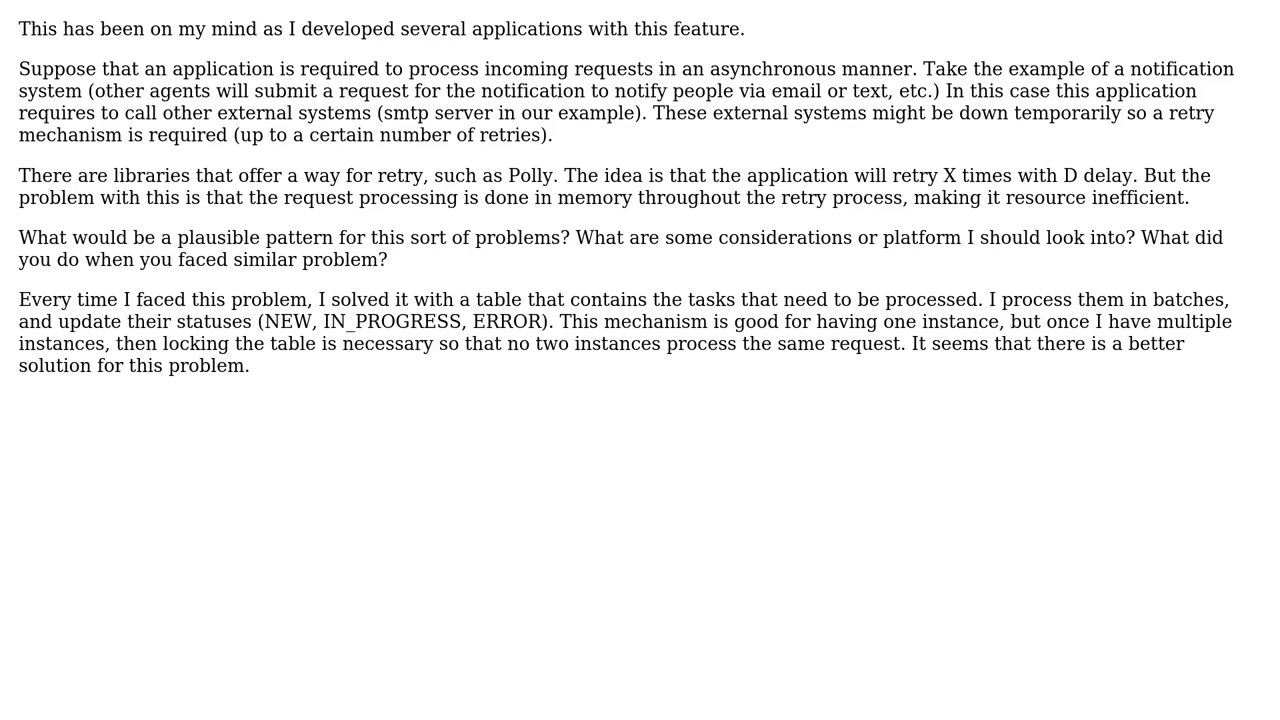 This has been on my mind as I developed several applications with this feature.
Suppose that an application is required to process incoming requests in an asynchronous manner. Take the example of a notification
system (other agents will submit a request for the notification to notify people via email or text, etc.) In this case this application
requires to call other external systems (smtp server in our example). These external systems might be down temporarily so a retry
mechanism is required (up to a certain number of retries).
There are libraries that offer a way for retry, such as Polly. The idea is that the application will retry X times with D delay. But the
problem with this is that the request processing is done in memory throughout the retry process, making it resource inefficient.
What would be a plausible pattern for this sort of problems? What are some considerations or platform I should look into? What did
you do when you faced similar problem?
Every time I faced this problem, I solved it with a table that contains the tasks that need to be processed. I process them in batches,
and update their statuses (NEW, IN_PROGRESS, ERROR). This mechanism is good for having one instance, but once I have multiple
instances, then locking the table is necessary so that no two instances process the same request. It seems that there is a better
solution for this problem.